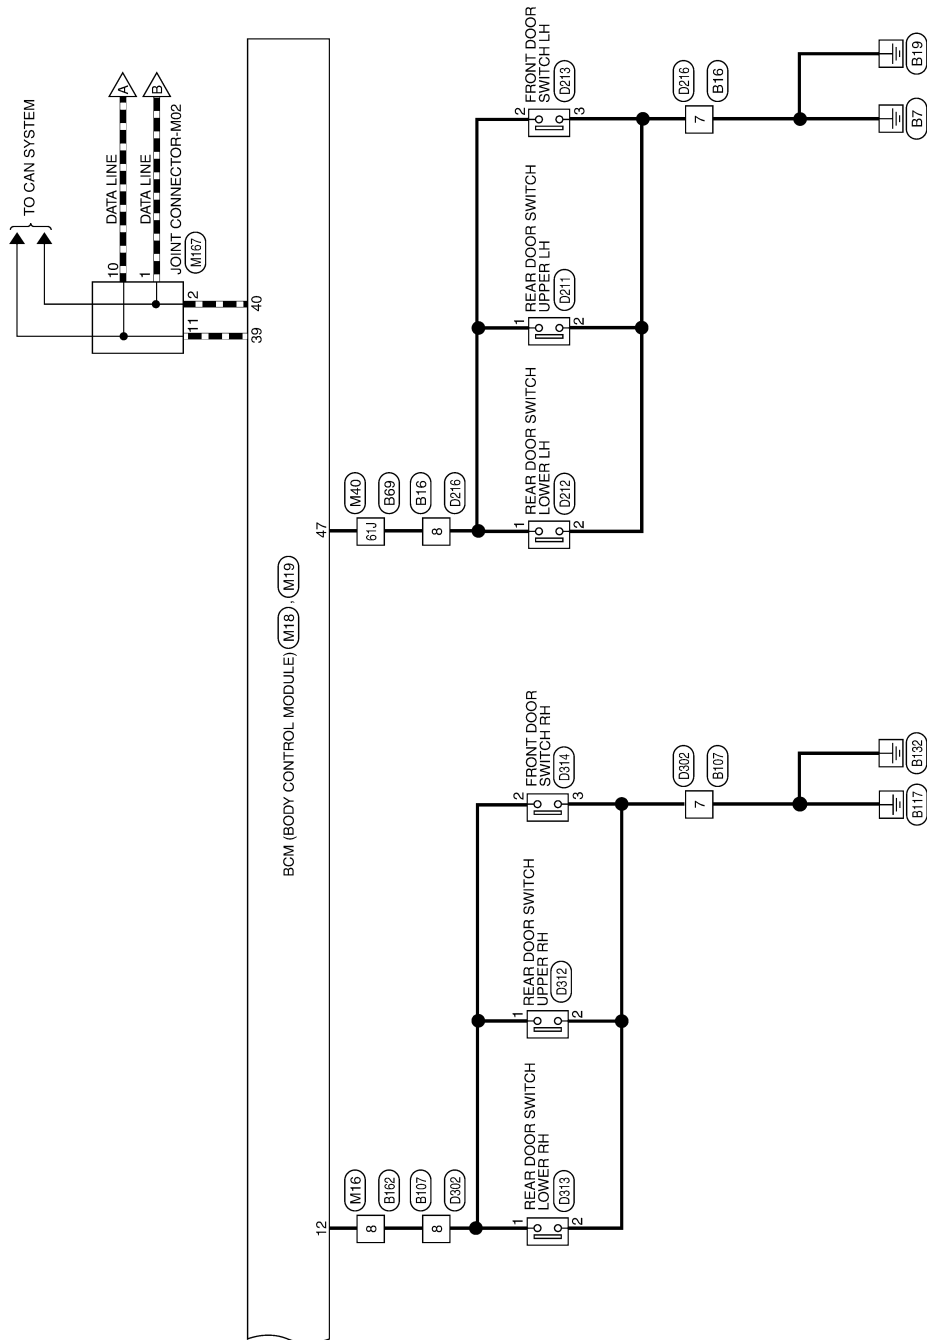 TO CAN SYSTEM
DATA LINE
A
DATA LINE
B
JOINT CONNECTOR-M02
M167
10
1
11
2
39
40
BCM (BODY CONTROL MODULE) M18 , M19
12
47
8
M16
B162
8
B107
D302
61J
M40
B69
8
B16
D216
REAR DOOR SWITCH
LOWER RH
D313
1
2
REAR DOOR SWITCH
UPPER RH
D312
1
2
FRONT DOOR
SWITCH RH
D314
2
3
REAR DOOR SWITCH
LOWER LH
D212
1
2
REAR DOOR SWITCH
UPPER LH
D211
1
2
FRONT DOOR
SWITCH LH
D213
2
3
7
D302
B107
7
D216
B16
B117
B132
B7
B19